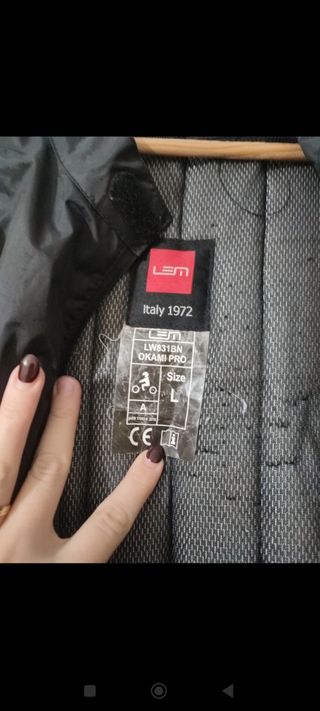 LEM
Italy 1972
LEM
LW831BN
OKAMI PRO
Size
L
A
CE